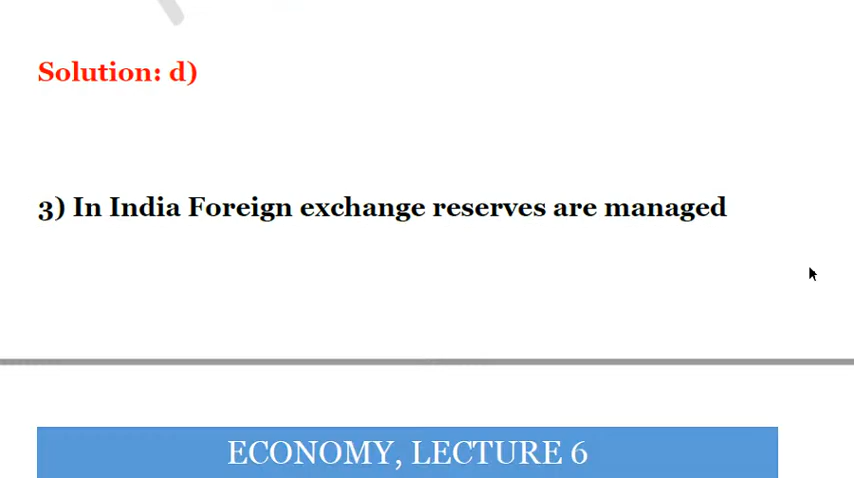 Solution: d)
3) In India Foreign exchange reserves are managed
ECONOMY, LECTURE 6